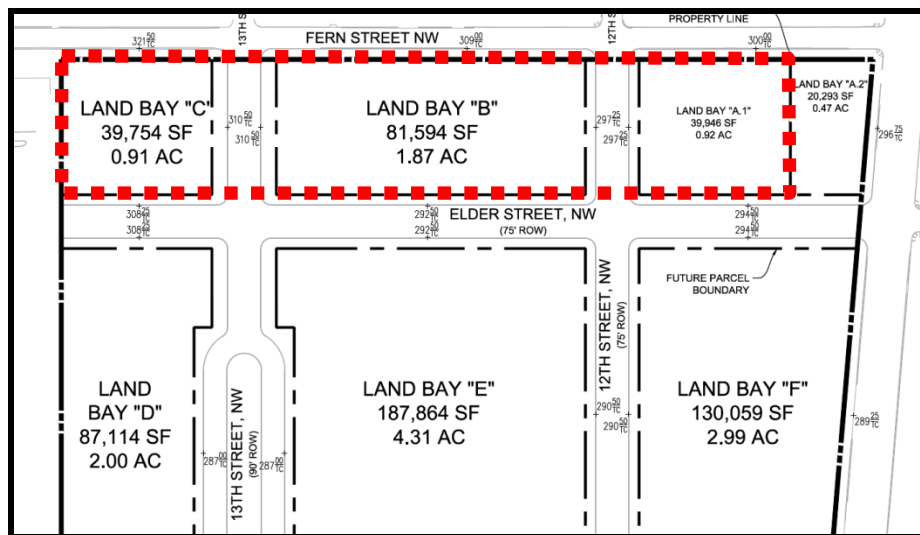 13TH S
12TH S
PROPERTY LINE
FERN STREET NW
321 50 TC
309 00 TC
300 00 TC
LAND BAY "C"
39,754 SF
0.91 AC
310 50 TC
310 50 TC
LAND BAY "B"
81,594 SF
1.87 AC
297 25 TC
297 25 TC
LAND BAY "A.1"
39,946 SF
0.92 AC
LAND BAY "A.2"
20,293 SF
0.47 AC
296 75 TC
308 25 TC
308 25 TC
292 50 TC
292 50 TC
ELDER STREET, NW
(75' ROW)
294 50 TC
294 50 TC
FUTURE PARCEL
BOUNDARY
LAND
BAY "D"
87,114 SF
2.00 AC
287 00 TC
287 00 TC
13TH STREET, NW
(90' ROW)
LAND BAY "E"
187,864 SF
4.31 AC
12TH STREET, NW
(75' ROW)
290 50 TC
290 50 TC
LAND BAY "F"
130,059 SF
2.99 AC
289 25 TC